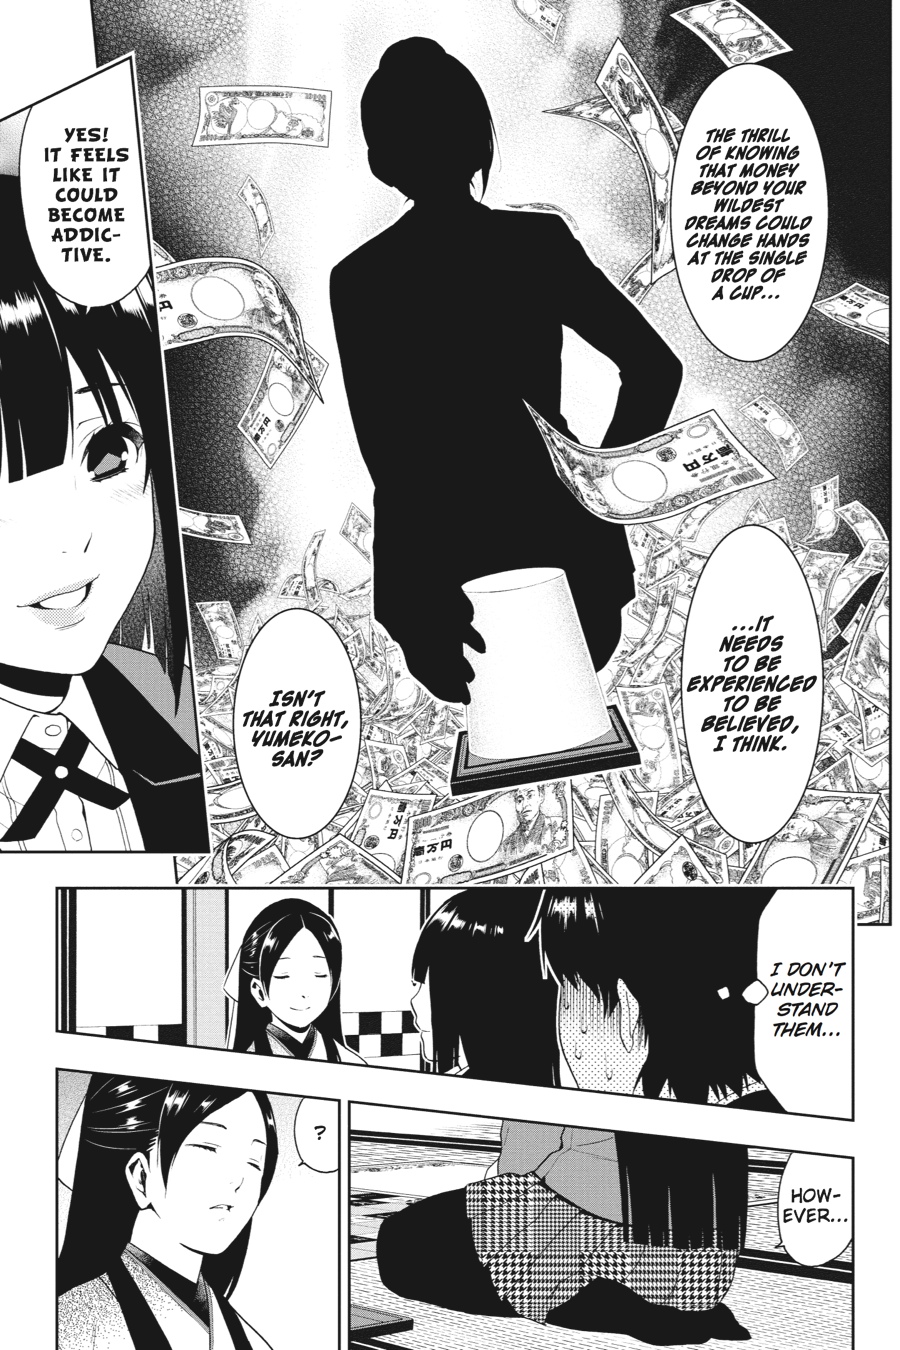 THE THRILL
OF KNOWING
THAT MONEY
BEYOND YOUR
WILDEST
DREAMS COULD
CHANGE HANDS
AT THE SINGLE
DROP OF
A CUP...
...IT
NEEDS
TO BE
EXPERIENCED
TO BE
BELIEVED,
I THINK.
ISN'T
THAT RIGHT,
YUMEKO-
SAN?
YES!
IT FEELS
LIKE IT
COULD
BECOME
ADDIC-
TIVE.
I DON'T
UNDER-
STAND
THEM...
HOW-
EVER...
?